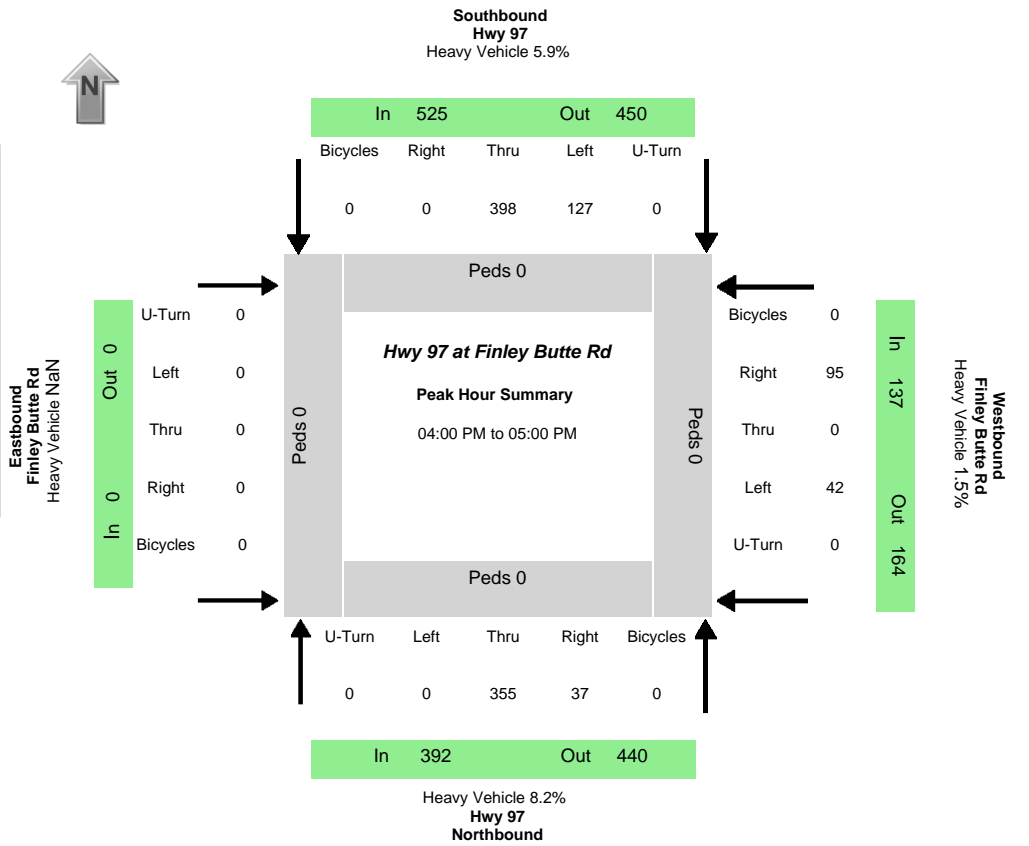 Southbound
Hwy 97
Heavy Vehicle 5.9%
N
In 525 Out 450
Bicycles Right Thru Left U-Turn
0 0 398 127 0
Peds 0
Eastbound
Finley Butte Rd
Heavy Vehicle NaN
In 0 Out 0
U-Turn 0
Left 0
Thru 0
Right 0
Bicycles 0
Peds 0
Hwy 97 at Finley Butte Rd
Peak Hour Summary
04:00 PM to 05:00 PM
Peds 0
Bicycles 0
Right 95
Thru 0
Left 42
U-Turn 0
In 137 Out 164
Westbound
Finley Butte Rd
Heavy Vehicle 1.5%
Peds 0
U-Turn Left Thru Right Bicycles
0 0 355 37 0
In 392 Out 440
Heavy Vehicle 8.2%
Hwy 97
Northbound